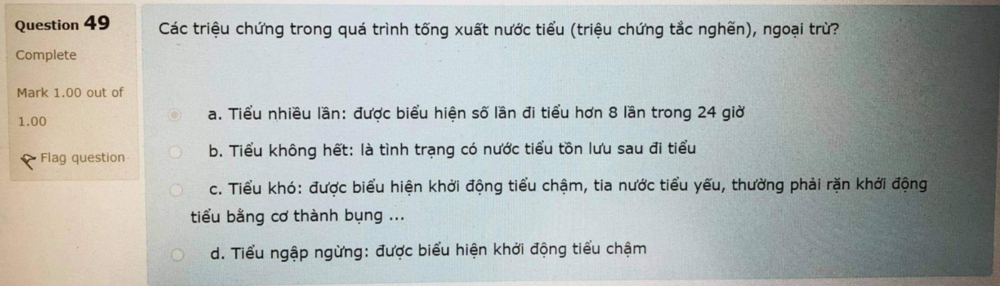 Question 49
Complete
Mark 1.00 out of
1.00
Flag question
Các triệu chứng trong quá trình tống xuất nước tiểu (triệu chứng tắc nghẽn), ngoại trừ?
a. Tiểu nhiều lần: được biểu hiện số lần đi tiểu hơn 8 lần trong 24 giờ
b. Tiểu không hết: là tình trạng có nước tiểu tồn lưu sau đi tiểu
c. Tiểu khó: được biểu hiện khởi động tiểu chậm, tia nước tiểu yếu, thường phải rặn khởi động
tiểu bằng cơ thành bụng ...
d. Tiểu ngập ngừng: được biểu hiện khởi động tiểu chậm